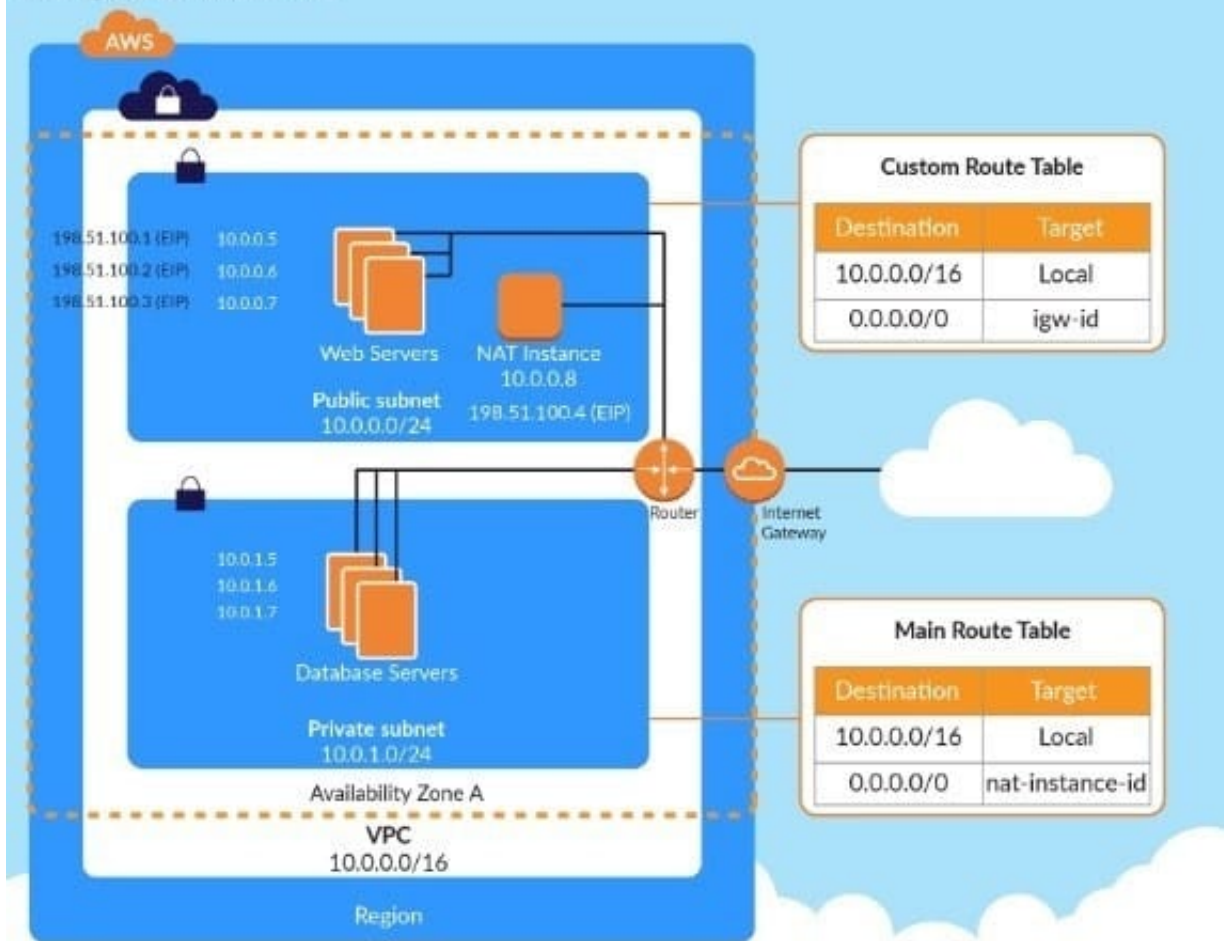 AWS
198.51.100.1 (EIP) 10.0.0.5
198.51.100.2 (EIP) 10.0.0.6
198.51.100.3 (EIP) 10.0.0.7
Web Servers
NAT Instance
10.0.0.8
198.51.100.4 (EIP)
Public subnet
10.0.0.0/24
Router
Internet
Gateway
10.0.1.5
10.0.1.6
10.0.1.7
Database Servers
Private subnet
10.0.1.0/24
Availability Zone A
VPC
10.0.0.0/16
Region
Custom Route Table
Destination Target
10.0.0.0/16 Local
0.0.0.0/0 igw-id
Main Route Table
Destination Target
10.0.0.0/16 Local
0.0.0.0/0 nat-instance-id